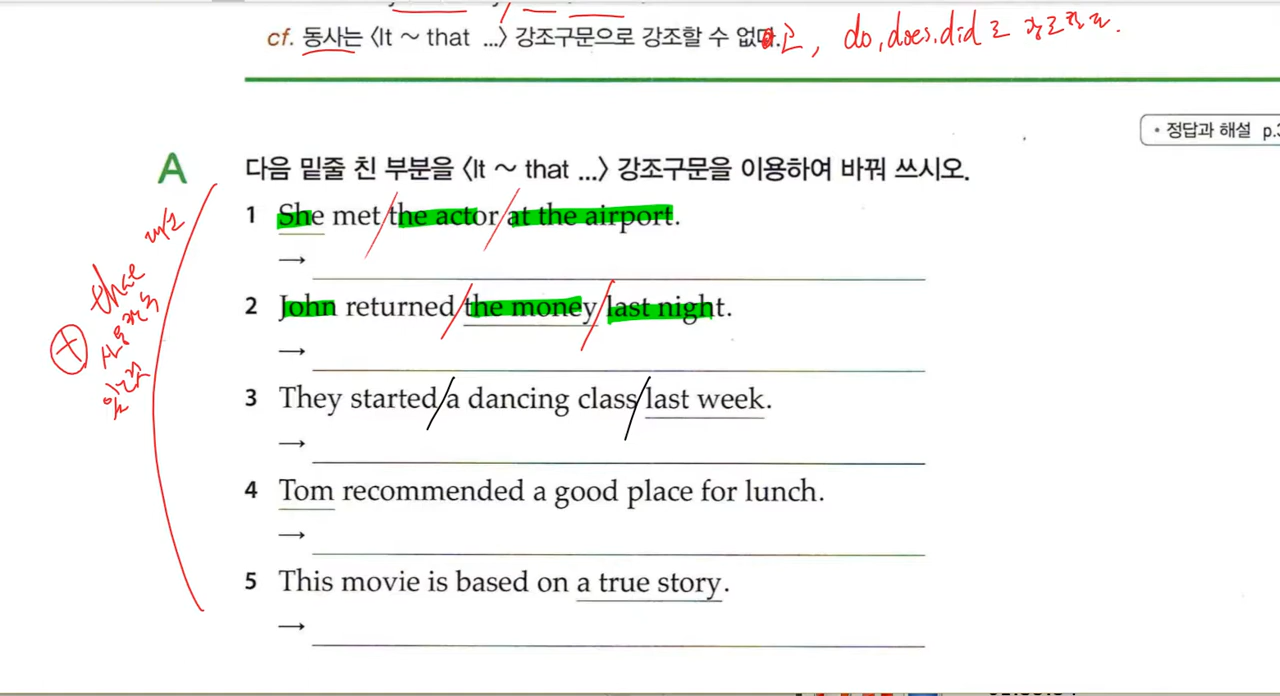 cf. 동사는 〈It ~ that ...〉 강조구문으로 강조할 수 없고, do, does, did로
• 정답과 해설 p.3
A 다음 밑줄 친 부분을 〈It ~ that ...〉 강조구문을 이용하여 바꿔 쓰시오.
1 She met the actor at the airport.
→
2 John returned the money last night.
→
3 They started a dancing class last week.
→
4 Tom recommended a good place for lunch.
→
5 This movie is based on a true story.
→
+ that